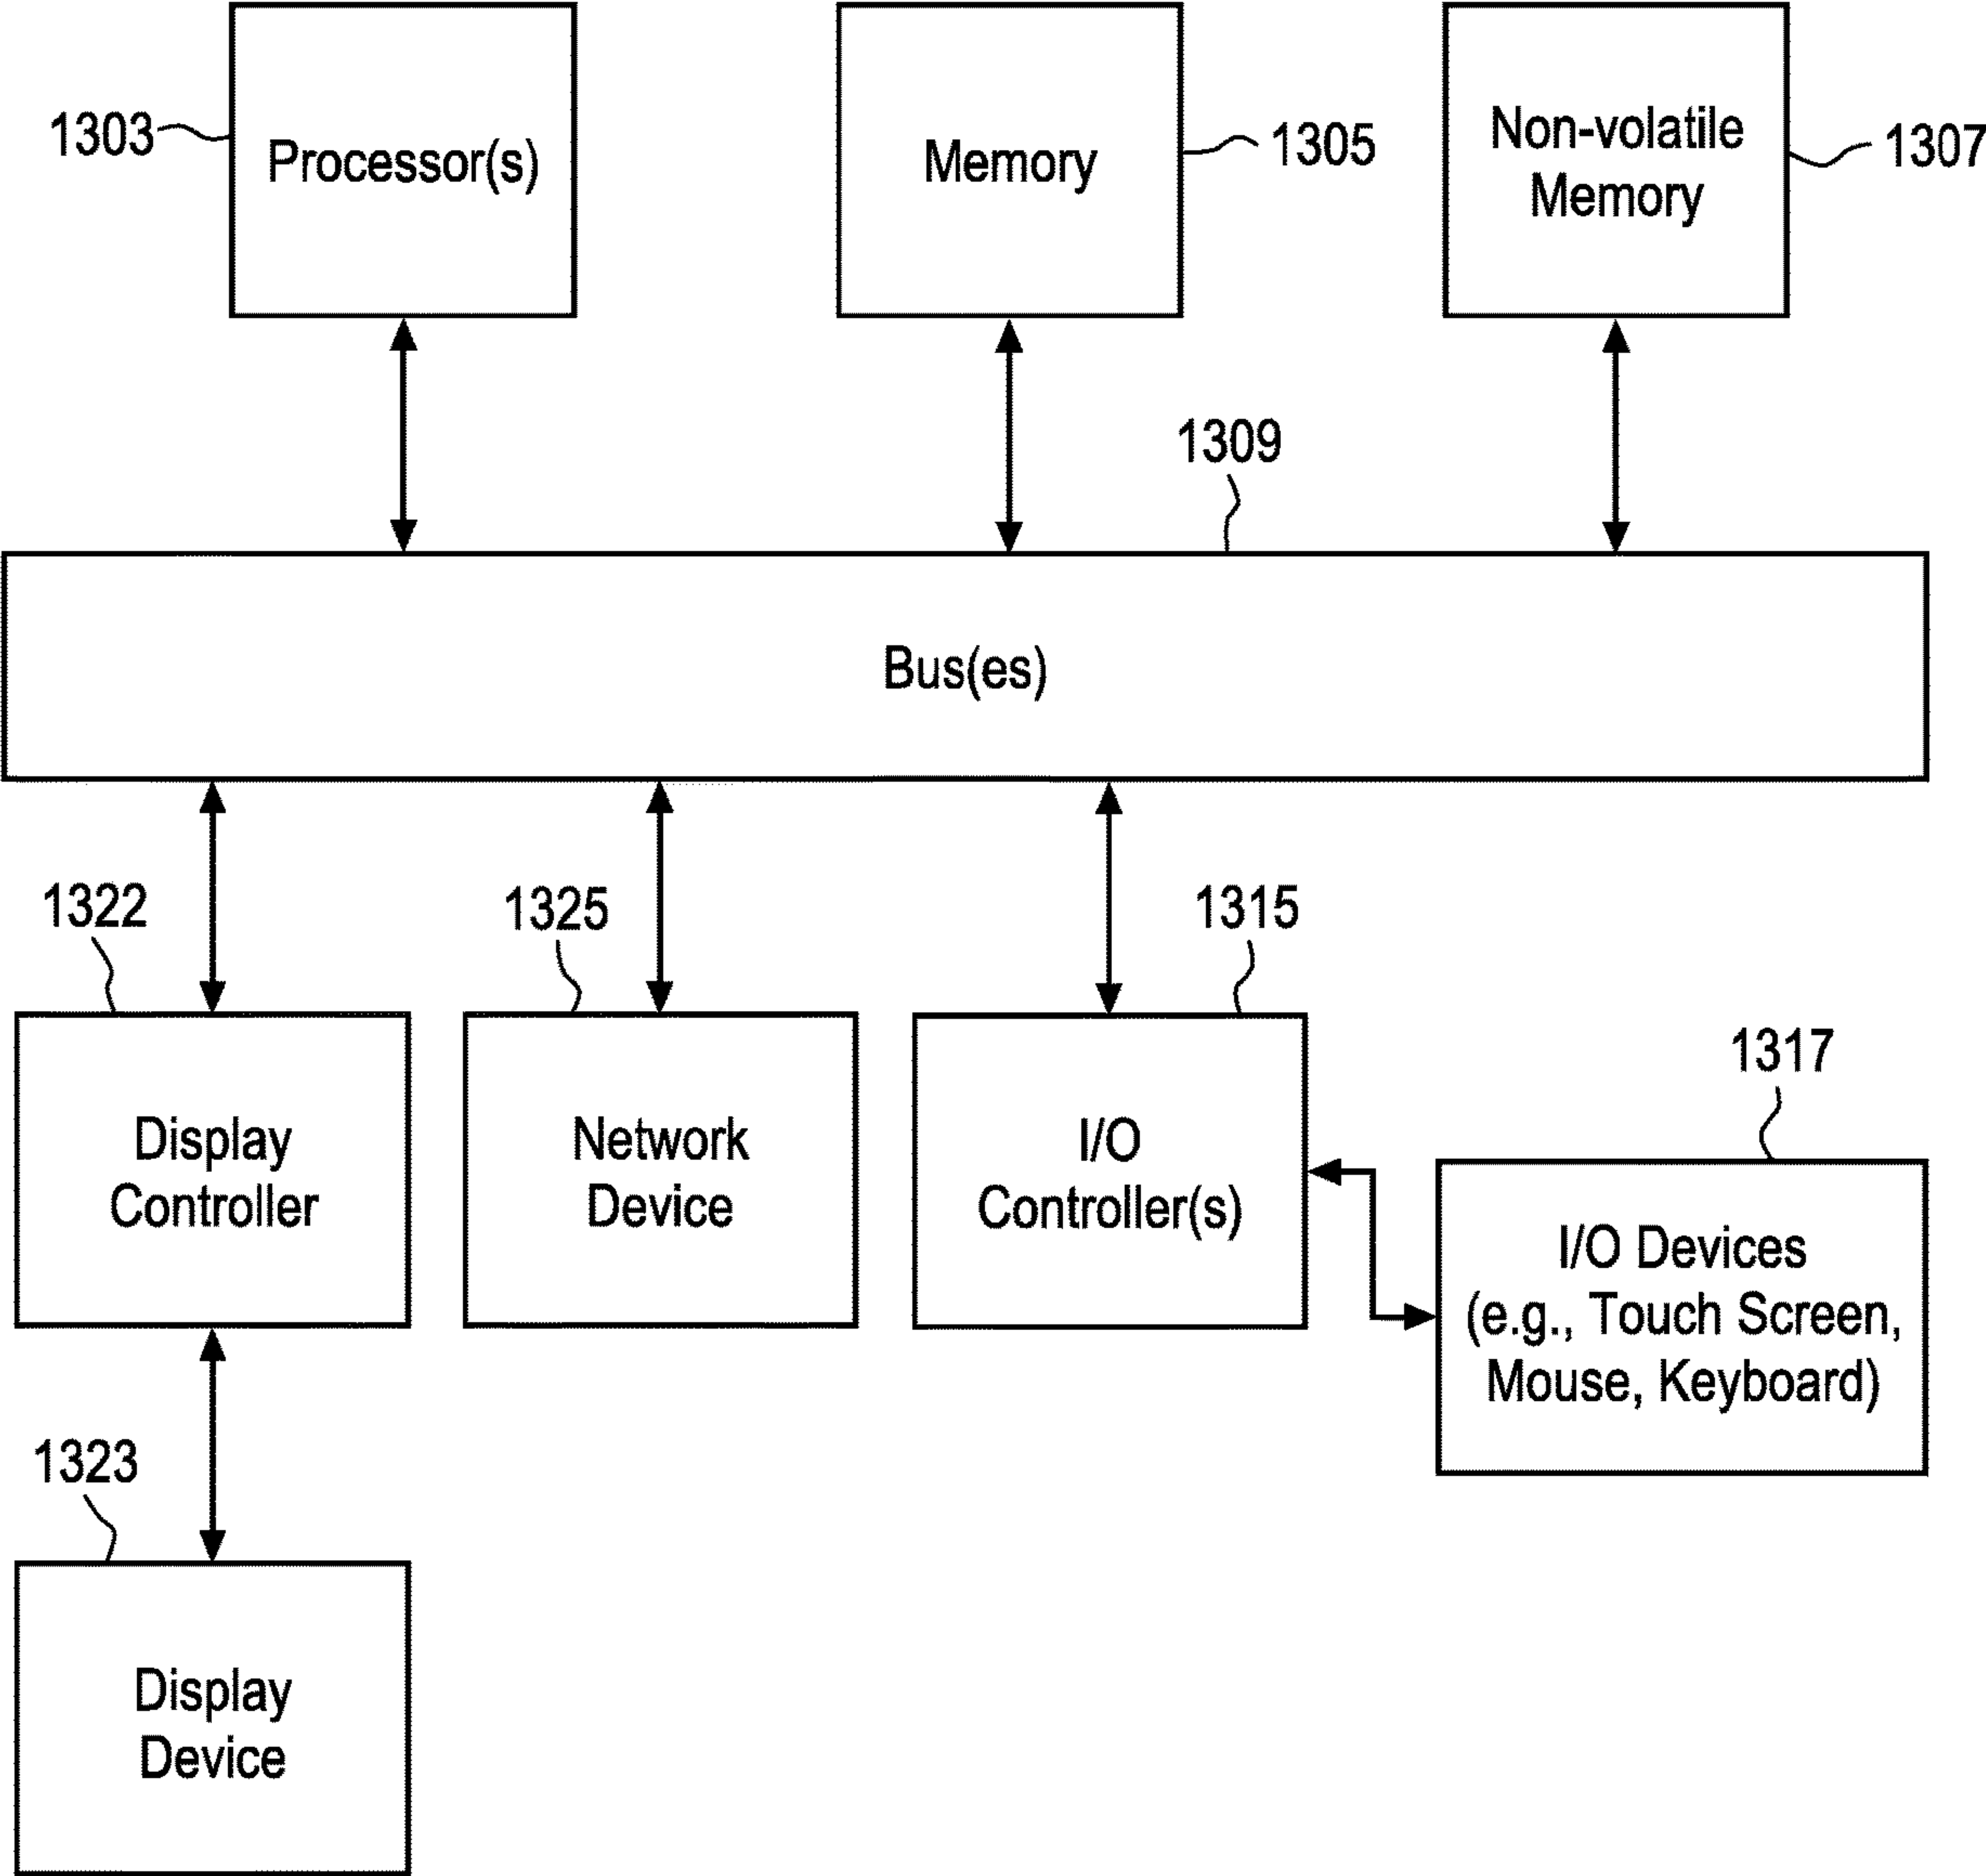 1303
Processor(s)
Memory
1305
Non-volatile
Memory
1307
1309
Bus(es)
1322
1325
1315
1317
Display
Controller
Network
Device
I/O
Controller(s)
I/O Devices
(e.g., Touch Screen,
Mouse, Keyboard)
1323
Display
Device